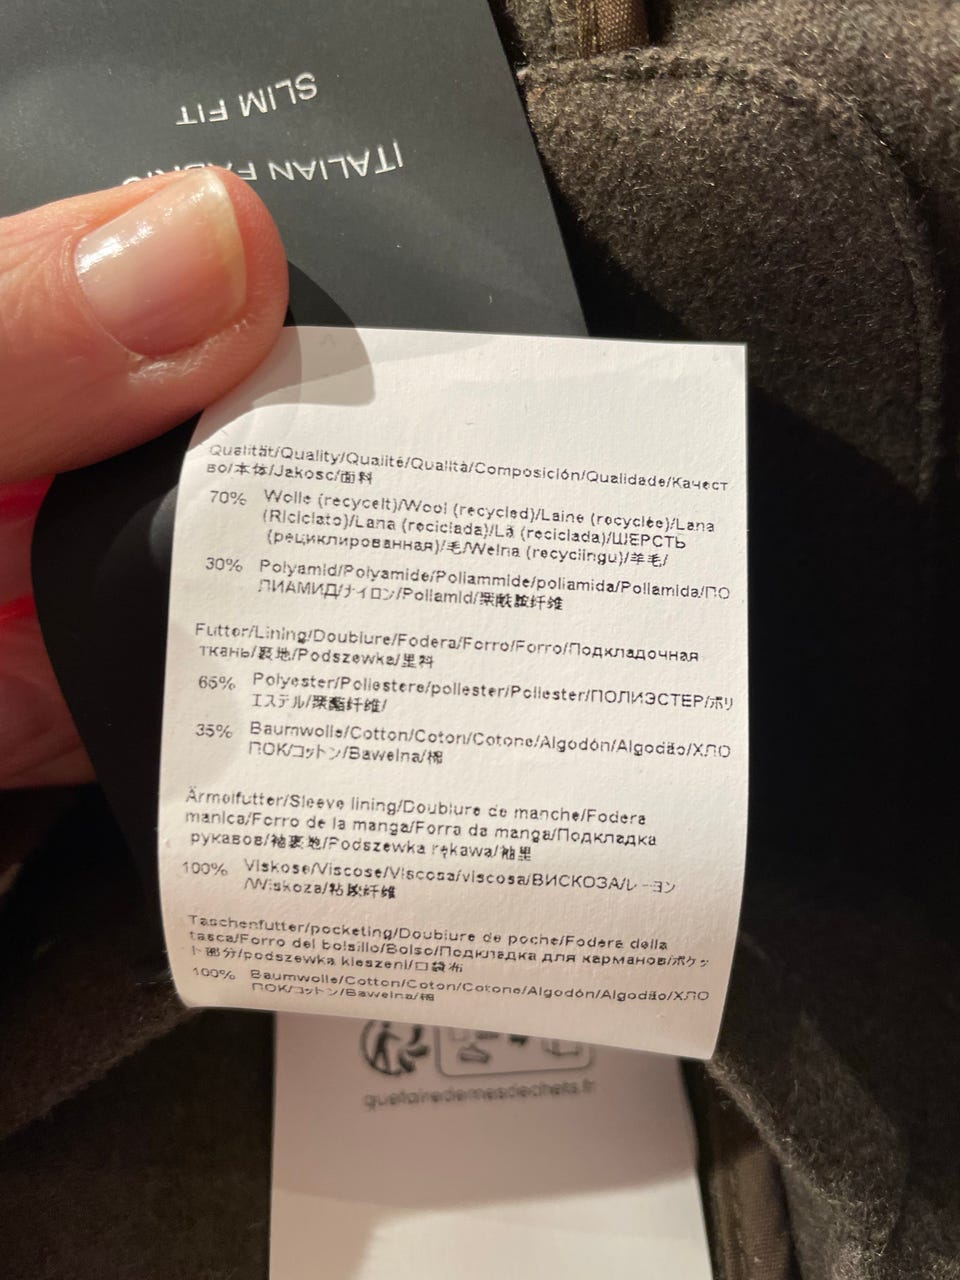 SLIM FIT
ITALIAN FABRIC
Qualität/Quality/Qualité/Qualità/Composición/Qualidade/Качест
во/本体/Jakosc/面料
70% Wolle (recycelt)/Wool (recycled)/Laine (recyclée)/Lana
(Riciclato)/Lana (reciclada)/Lã (reciclada)/ШЕРСТЬ
(рециклированная)/毛/Welna (recyclingu)/羊毛/
30% Polyamid/Polyamide/Poliammide/poliamida/Poliamida/ПО
ЛИАМИД/ナイロン/Poliamid/聚酰胺纤维
Futter/Lining/Doublure/Fodera/Forro/Forro/Подкладочная
ткань/裏地/Podszewka/里料
65% Polyester/Poliestere/poliester/Poliester/ПОЛИЭСТЕР/ポリ
エステル/聚酯纤维/
35% Baumwolle/Cotton/Coton/Cotone/Algodón/Algodão/ХЛО
ПОК/コットン/Bawelna/棉
Ärmelfutter/Sleeve lining/Doublure de manche/Fodera
manica/Forro de la manga/Forra da manga/Подкладка
рукавов/袖裏地/Podszewka rękawa/袖里
100% Viskose/Viscose/Viscosa/viscosa/ВИСКОЗА/レーヨン
/Wiskoza/粘胶纤维
Taschenfutter/pocketing/Doublure de poche/Fodera della
tasca/Forro del bolsillo/Bolso/Подкладка для карманов/ポケッ
ト部分/podszewka kieszeni/口袋布
100% Baumwolle/Cotton/Coton/Cotone/Algodón/Algodão/ХЛО
ПОК/コットン/Bawelna/棉
quefairedemesdechets.fr